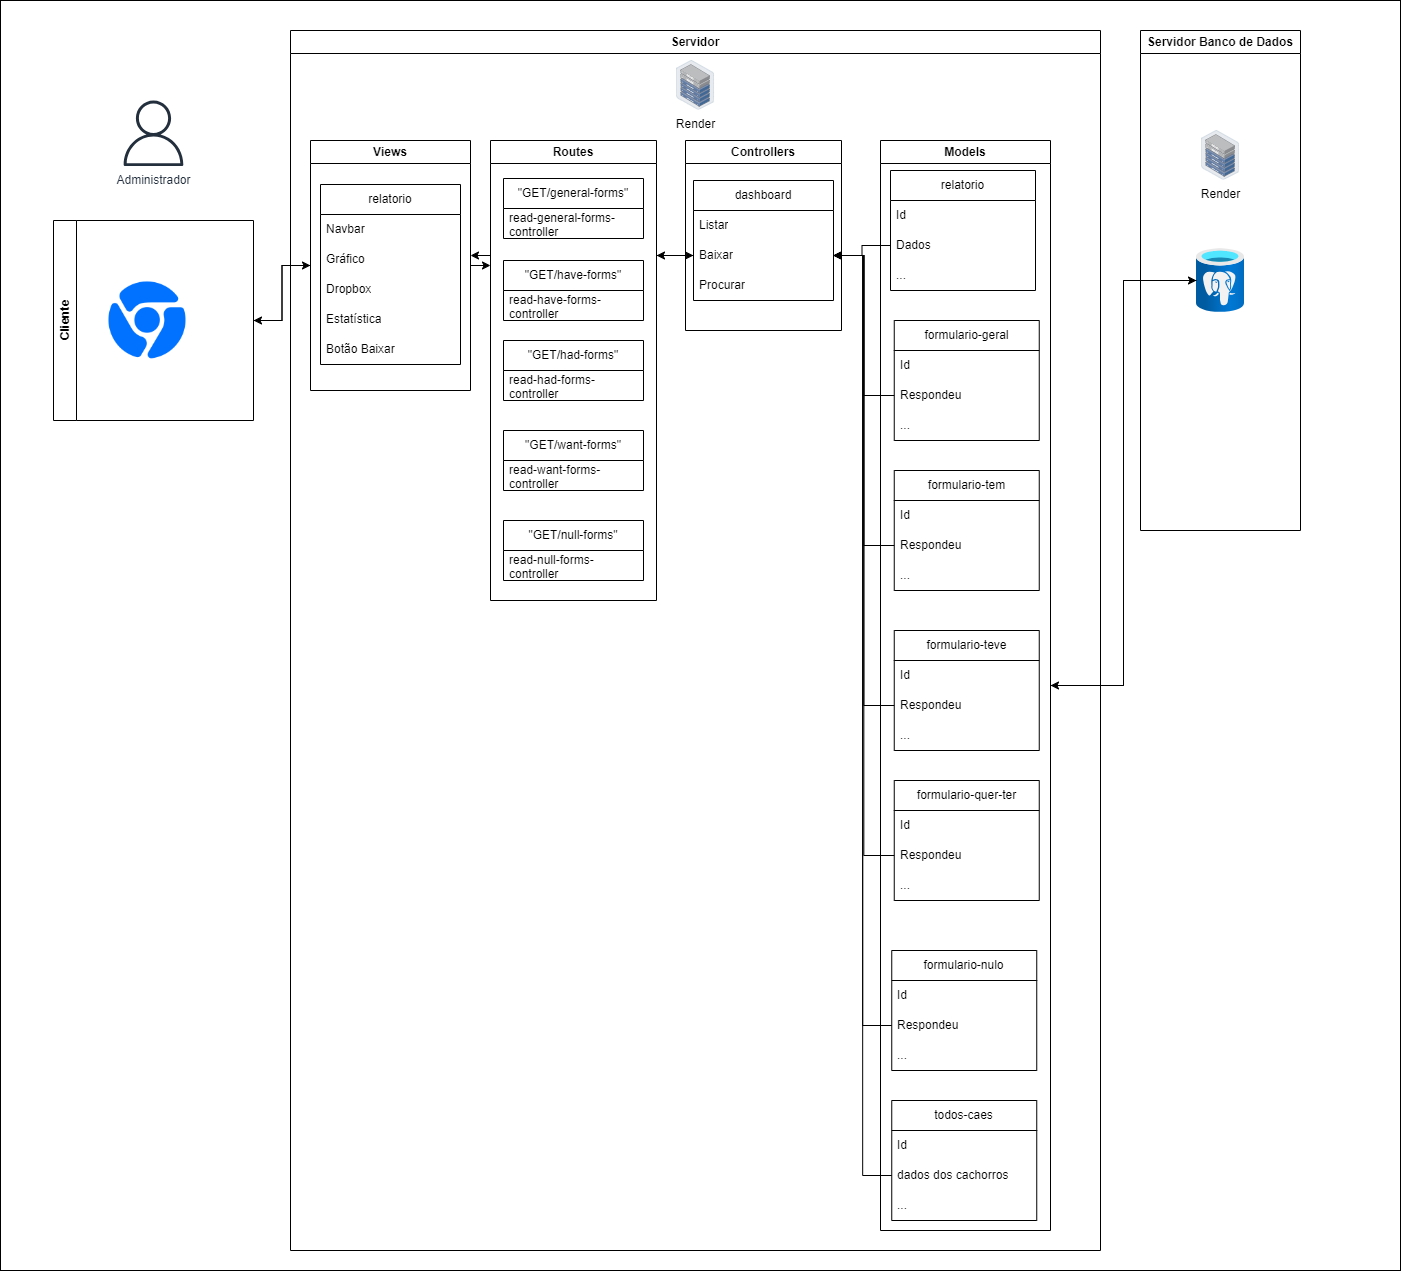 Servidor
Servidor Banco de Dados
Render
Administrador
Render
Cliente
Views
relatorio
Navbar
Gráfico
Dropbox
Estatística
Botão Baixar
Routes
"GET/general-forms"
read-general-forms-
controller
"GET/have-forms"
read-have-forms-
controller
"GET/had-forms"
read-had-forms-
controller
"GET/want-forms"
read-want-forms-
controller
"GET/null-forms"
read-null-forms-
controller
Controllers
dashboard
Listar
Baixar
Procurar
Models
relatorio
Id
Dados
...
formulario-geral
Id
Respondeu
...
formulario-tem
Id
Respondeu
...
formulario-teve
Id
Respondeu
...
formulario-quer-ter
Id
Respondeu
...
formulario-nulo
Id
Respondeu
...
todos-caes
Id
dados dos cachorros
...